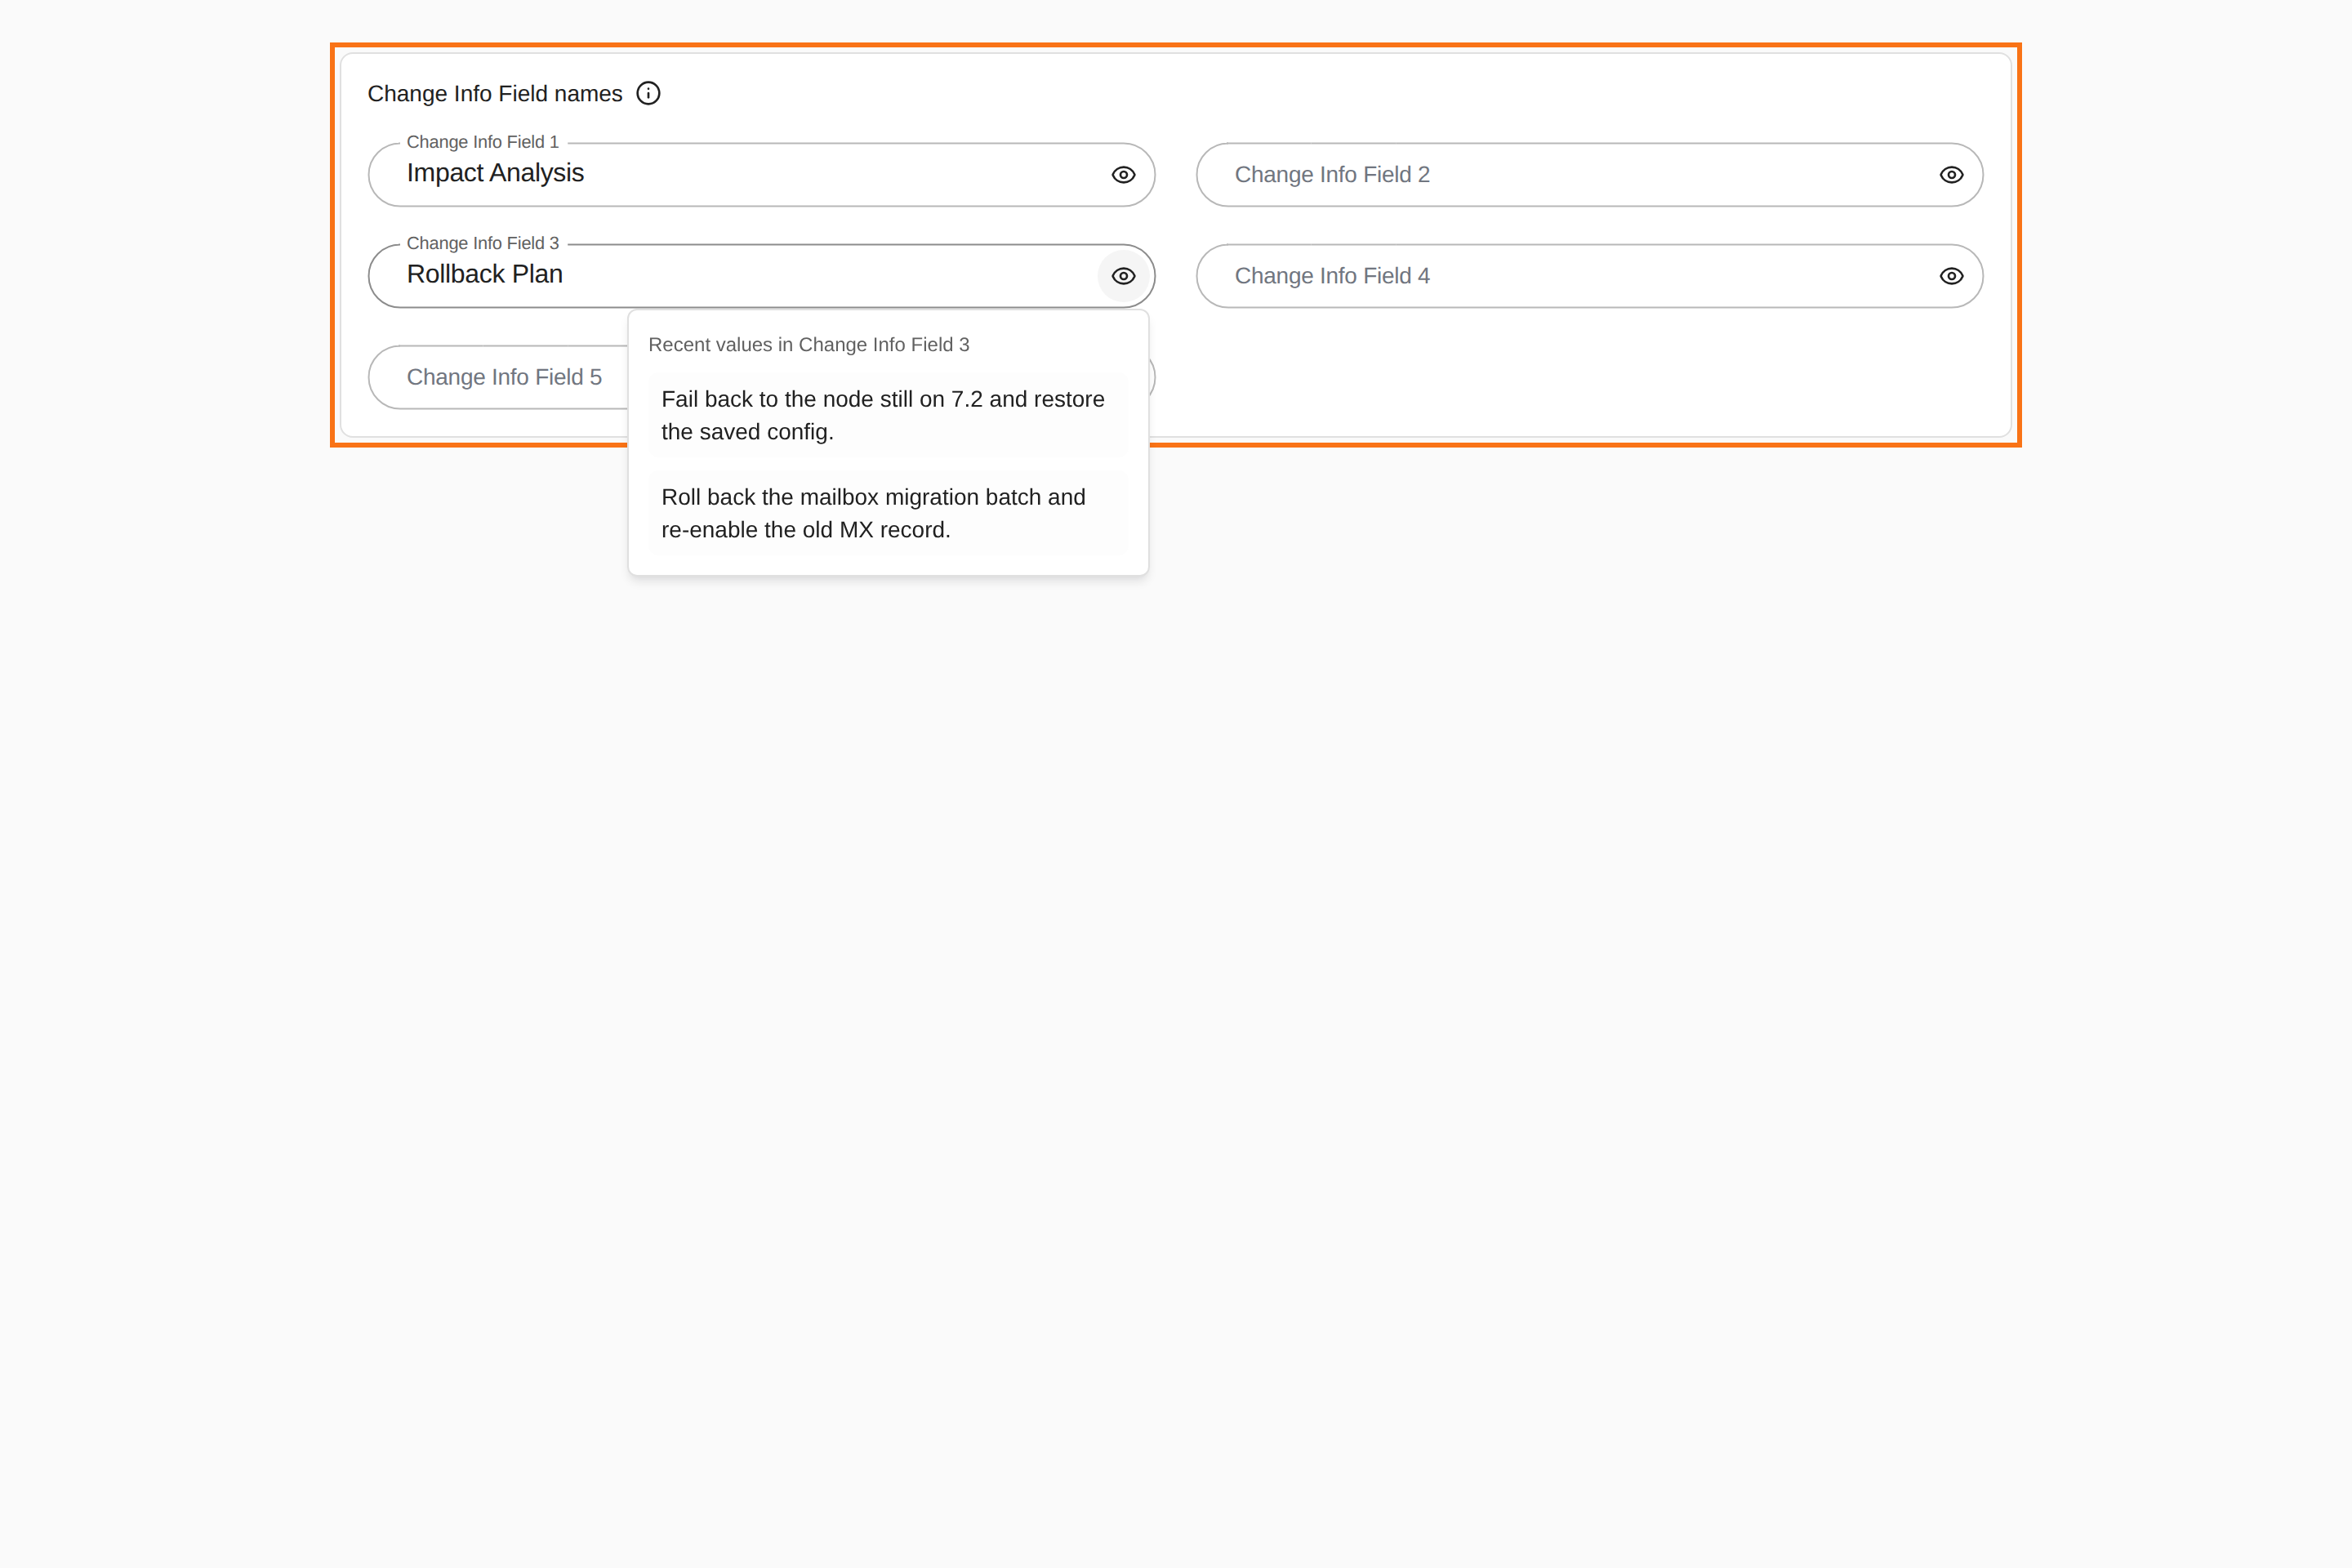 Change Info Field names
Change Info Field 1
Impact Analysis
Change Info Field 2
Change Info Field 3
Rollback Plan
Change Info Field 4
Change Info Field 5
Recent values in Change Info Field 3
Fail back to the node still on 7.2 and restore
the saved config.
Roll back the mailbox migration batch and
re-enable the old MX record.